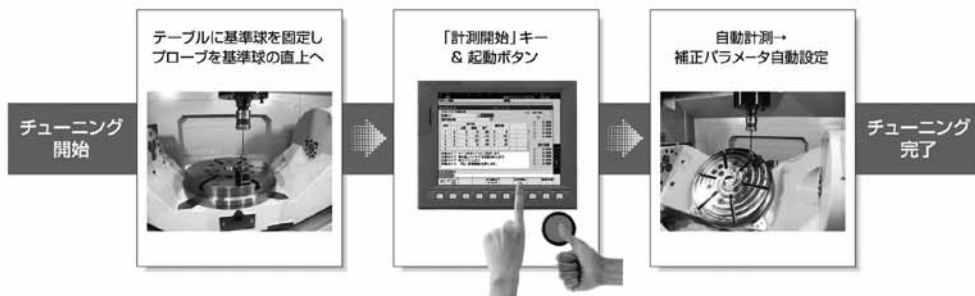 チューニング
開始
テーブルに基準球を固定し
プローブを基準球の直上へ
「計測開始」キー
& 起動ボタン
自動計測→
補正パラメータ自動設定
チューニング
完了